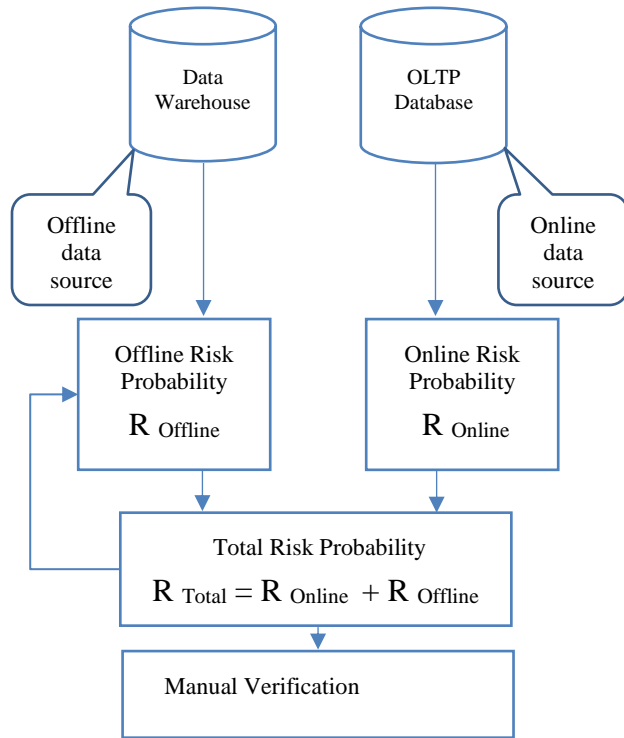 Data
Warehouse
OLTP
Database
Offline
data
source
Online
data
source
Offline Risk
Probability
R Offline
Online Risk
Probability
R Online
Total Risk Probability
R Total = R Online + R Offline
Manual Verification